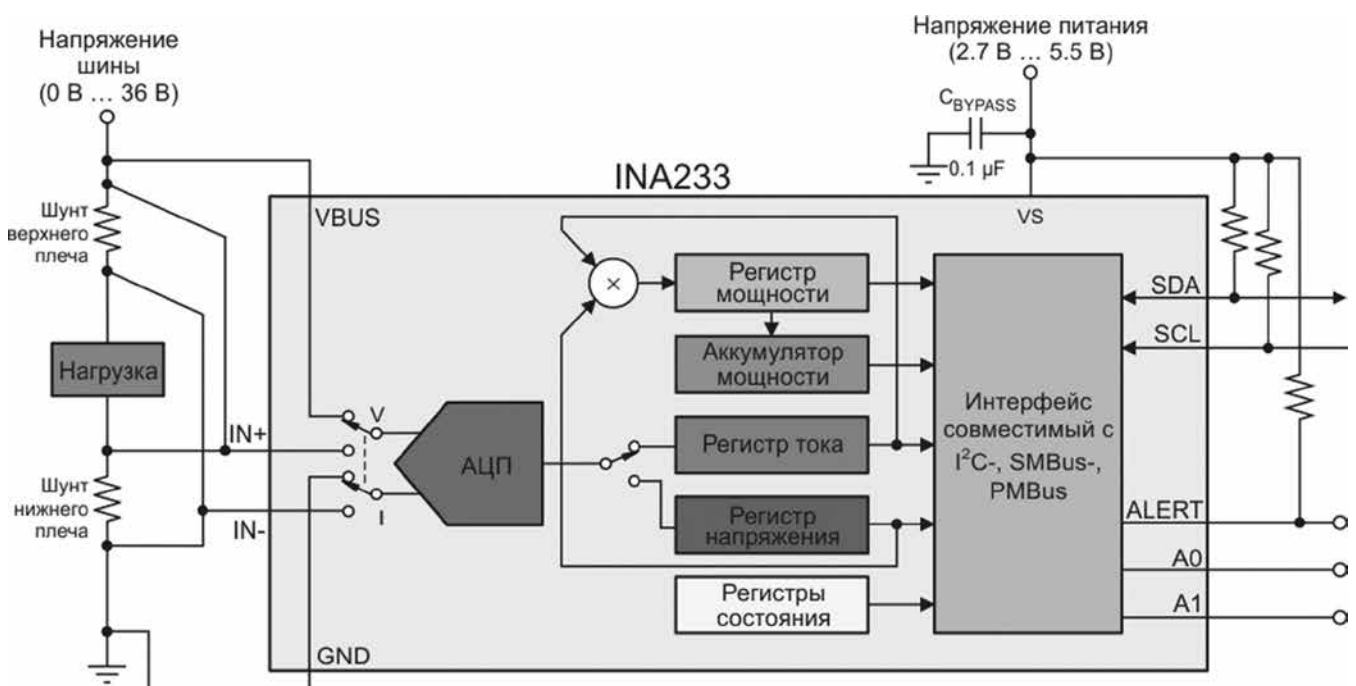 Напряжение
шины
(0 В ... 36 В)
Напряжение питания
(2.7 В ... 5.5 В)
C_BYPASS
0.1 µF
INA233
VBUS
VS
Шунт
верхнего
плеча
Регистр
мощности
SDA
SCL
Аккумулятор
мощности
Нагрузка
Интерфейс
совместимый с
I²C-, SMBus-,
PMBus
V
IN+
АЦП
Регистр тока
Шунт
нижнего
плеча
IN-
I
Регистр
напряжения
ALERT
A0
A1
Регистры
состояния
GND
×